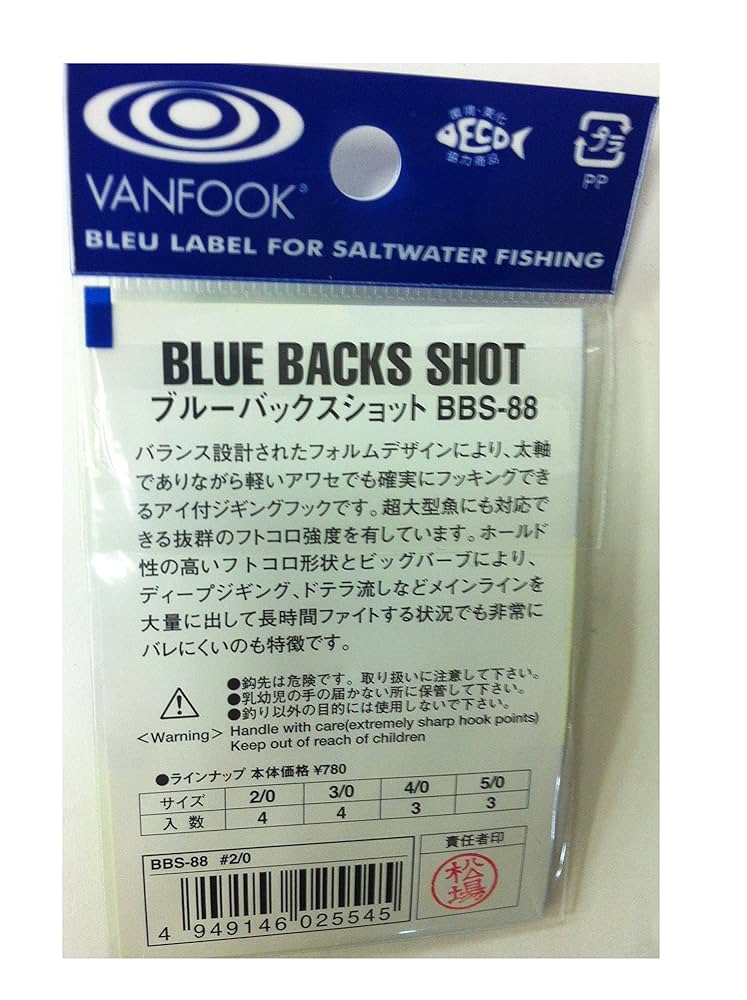 VANFOOK®
環境・美化
ECO
協力商品
プラ
PP
BLEU LABEL FOR SALTWATER FISHING
BLUE BACKS SHOT
ブルーバックスショット BBS-88
バランス設計されたフォルムデザインにより、太軸
でありながら軽いアワセでも確実にフッキングでき
るアイ付ジギングフックです。超大型魚にも対応で
きる抜群のフトコロ強度を有しています。ホールド
性の高いフトコロ形状とビッグバーブにより、
ディープジギング、ドテラ流しなどメインラインを
大量に出して長時間ファイトする状況でも非常に
バレにくいのも特徴です。
●鈎先は危険です。取り扱いに注意して下さい。
●乳幼児の手の届かない所に保管して下さい。
●釣り以外の目的には使用しないで下さい。
<Warning> Handle with care(extremely sharp hook points)
Keep out of reach of children
●ラインナップ 本体価格 ¥780
サイズ 2/0 3/0 4/0 5/0
入数 4 4 3 3
BBS-88 #2/0
責任者印
松場
4 949146 025545